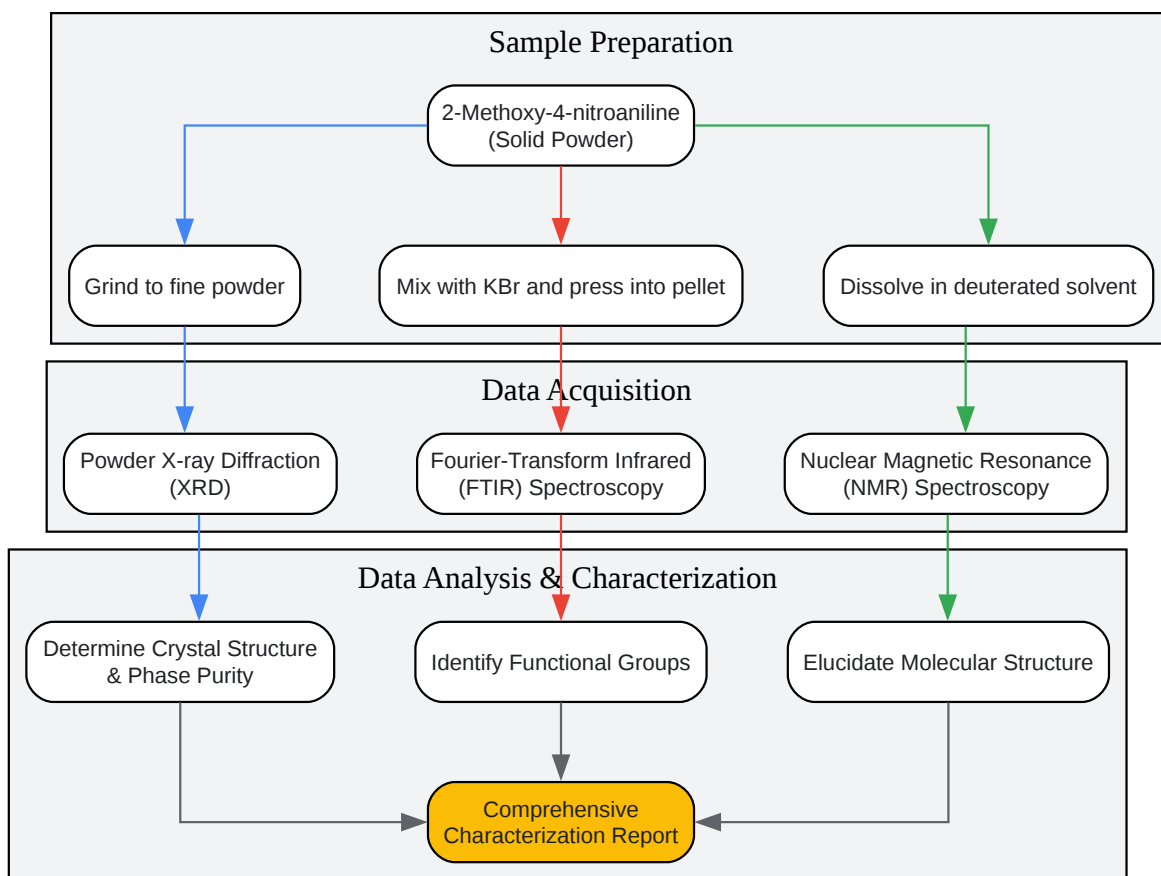 Sample Preparation
2-Methoxy-4-nitroaniline
(Solid Powder)
Grind to fine powder
Mix with KBr and press into pellet
Dissolve in deuterated solvent
Data Acquisition
Powder X-ray Diffraction
(XRD)
Fourier-Transform Infrared
(FTIR) Spectroscopy
Nuclear Magnetic Resonance
(NMR) Spectroscopy
Data Analysis & Characterization
Determine Crystal Structure
& Phase Purity
Identify Functional Groups
Elucidate Molecular Structure
Comprehensive
Characterization Report